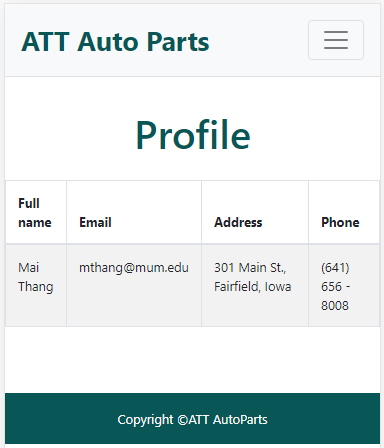 ATT Auto Parts
Profile
Full name Email Address Phone
Mai Thang mthang@mum.edu 301 Main St., Fairfield, Iowa (641) 656 - 8008
Copyright ©ATT AutoParts